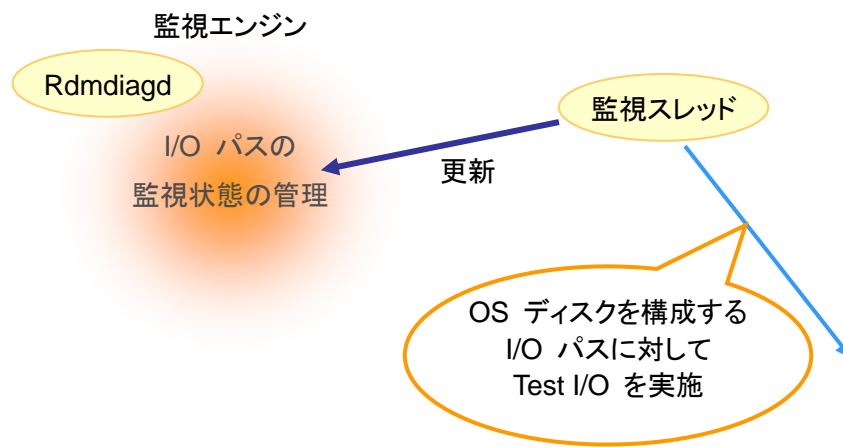 監視エンジン
Rdmdiagd
I/O パスの
監視状態の管理
監視スレッド
更新
OS ディスクを構成する
I/O パスに対して
Test I/O を実施